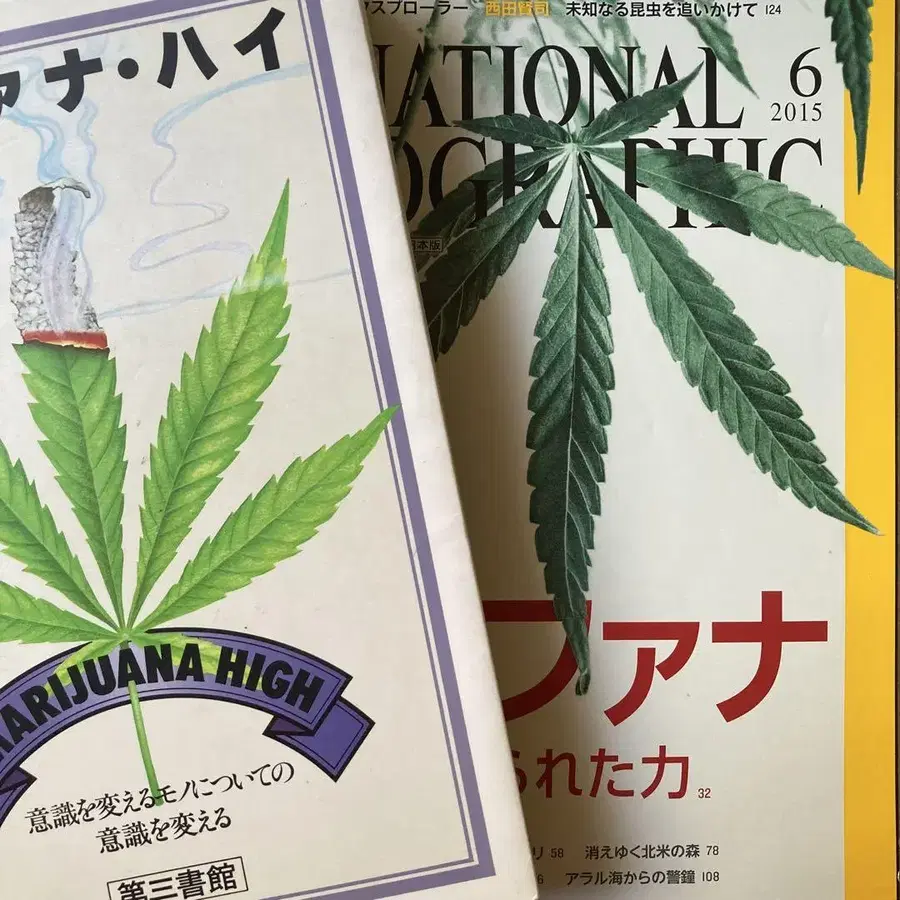 ァナ・ハイ
MARIJUANA HIGH
意識を変えるモノについての
意識を変える
第三書館
スプローラー 西田賢司 未知なる昆虫を追いかけて 124
NATIONAL
OGRAPHIC
6
2015
日本版
ファナ
られた力 32
リ 58 消えゆく北米の森 78
6 アラル海からの警鐘 108